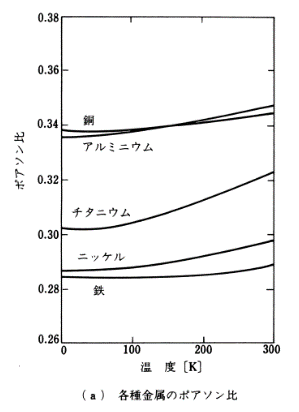 0.38
0.36
0.34
0.32
0.30
0.28
0.26
ポアソン比
銅
アルミニウム
チタニウム
ニッケル
鉄
0 100 200 300
温 度 [K]
( a ) 各種金属のポアソン比